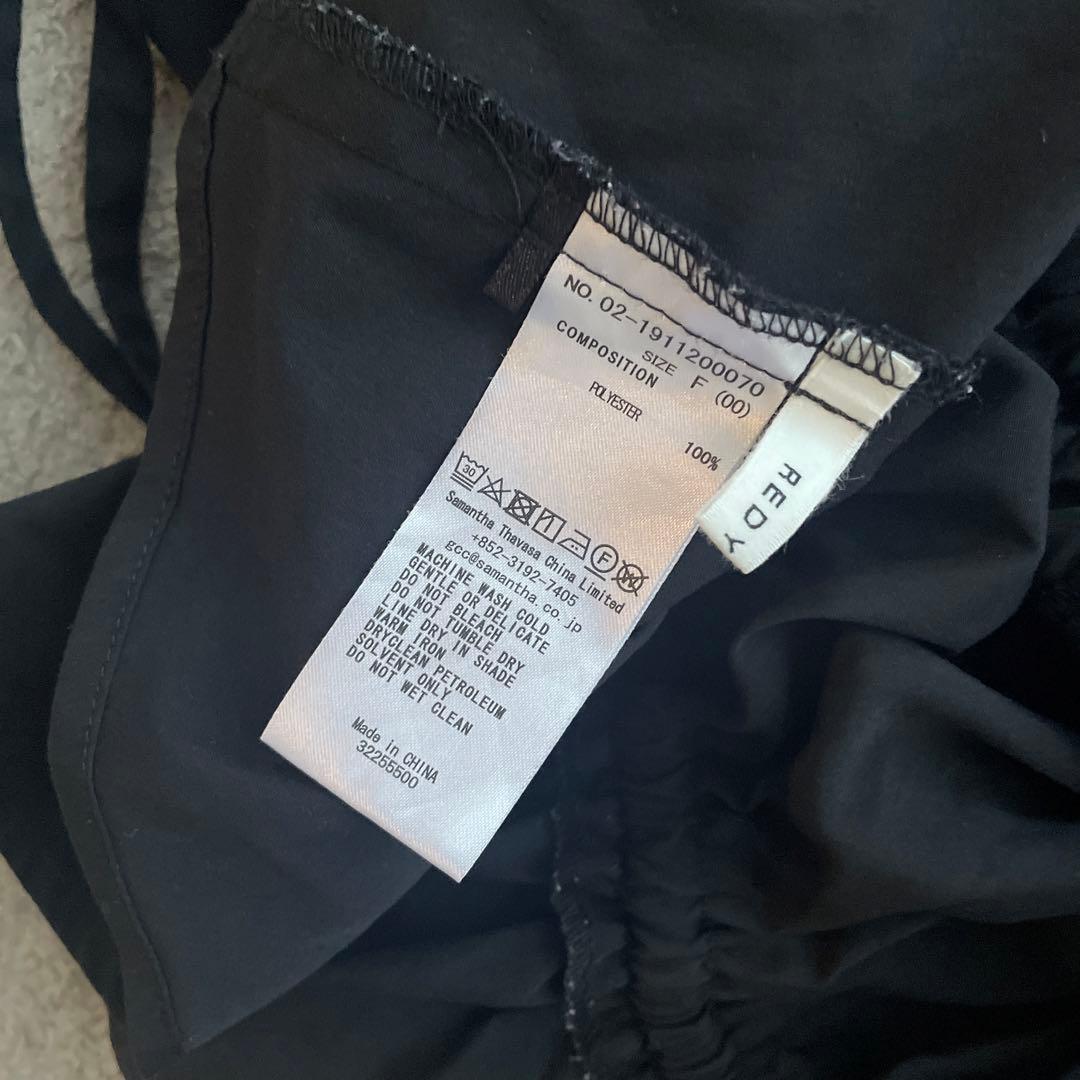 NO. 02-1911200070
SIZE F (00)
COMPOSITION
POLYESTER
100%
30
F
W
Samantha Thavasa China Limited
+852-3192-7405
gcc@samantha.co.jp
MACHINE WASH COLD
GENTLE OR DELICATE
DO NOT BLEACH
DO NOT TUMBLE DRY
LINE DRY IN SHADE
WARM IRON
DRYCLEAN PETROLEUM
SOLVENT ONLY
DO NOT WET CLEAN
Made in CHINA
32255500
REDY